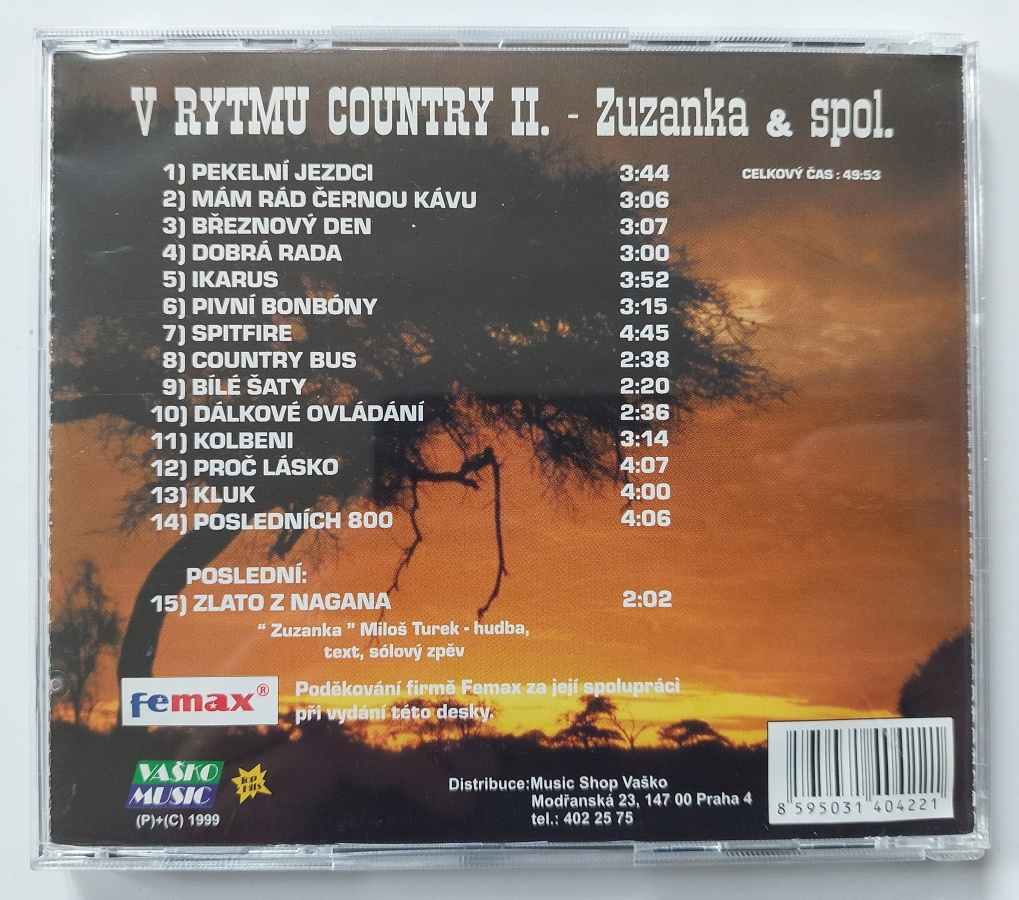 V RYTMU COUNTRY II. - Zuzanka & spol.
CELKOVÝ ČAS : 49:53
1) PEKELNÍ JEZDCI 3:44
2) MÁM RÁD ČERNOU KÁVU 3:06
3) BŘEZNOVÝ DEN 3:07
4) DOBRÁ RADA 3:00
5) IKARUS 3:52
6) PIVNÍ BONBÓNY 3:15
7) SPITFIRE 4:45
8) COUNTRY BUS 2:38
9) BÍLÉ ŠATY 2:20
10) DÁLKOVÉ OVLÁDÁNÍ 2:36
11) KOLBENI 3:14
12) PROČ LÁSKO 4:07
13) KLUK 4:00
14) POSLEDNÍCH 800 4:06
POSLEDNÍ:
15) ZLATO Z NAGANA 2:02
“ Zuzanka ” Miloš Turek - hudba,
text, sólový zpěv
femax®
Poděkování firmě Femax za její spolupráci
při vydání této desky.
VAŠKO
MUSIC
Top
Hits
(P)+(C) 1999
Distribuce:Music Shop Vaško
Modřanská 23, 147 00 Praha 4
tel.: 402 25 75
8 595031 404221